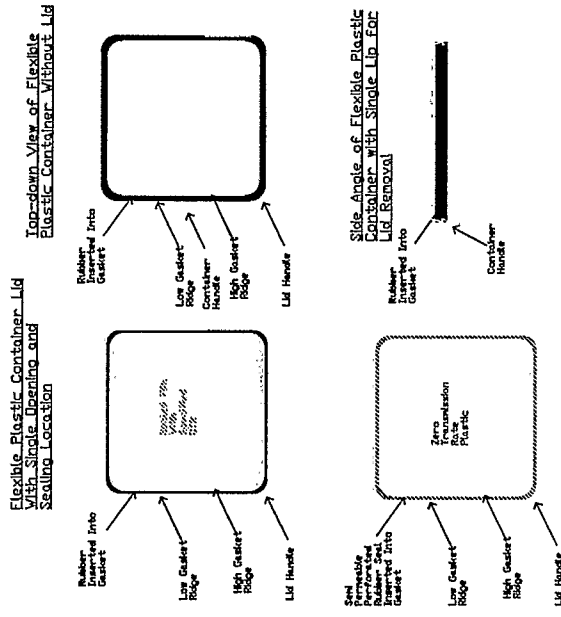 Flexible Plastic Container Lid
With Single Opening and
Sealing Location
Rubber
Inserted Into
Gasket
Low Gasket
Ridge
High Gasket
Ridge
Lid Handle
With
Top-down View of Flexible
Plastic Container Without Lid
Rubber
Inserted Into
Gasket
Low Gasket
Ridge
Container
Handle
High Gasket
Ridge
Lid Handle
Semi
Permeable
Perforated
Rubber Seal
Inserted Into
Gasket
Low Gasket
Ridge
High Gasket
Ridge
Lid Handle
Zero
Transmission
Rate
Plastic
Side Angle of Flexible Plastic
Container with Single Lip for
Lid Removal
Rubber
Inserted Into
Gasket
Container
Handle